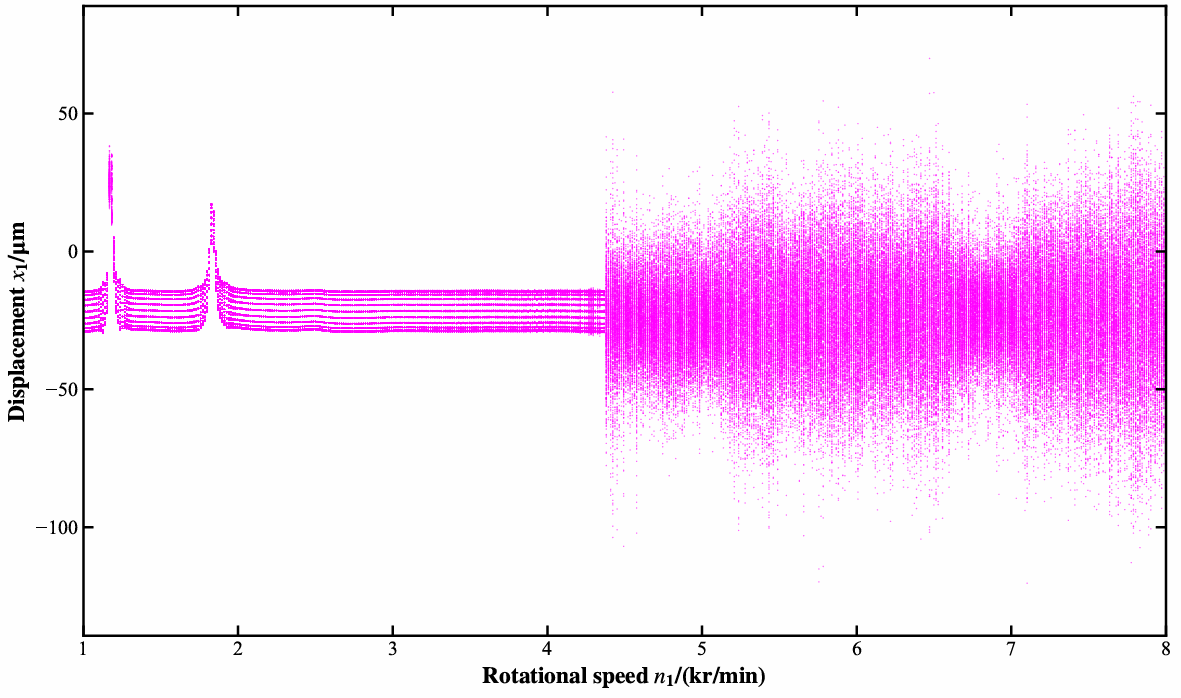 50
0
−50
−100
Displacement x₁/μm
1 2 3 4 5 6 7 8
Rotational speed n₁/(kr/min)